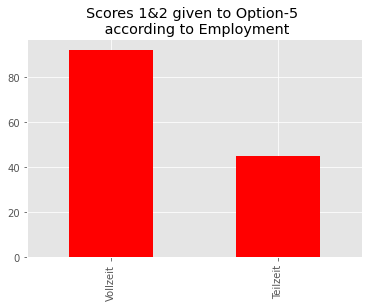 Scores 1&2 given to Option-5
according to Employment
80
60
40
20
0
Vollzeit
Teilzeit